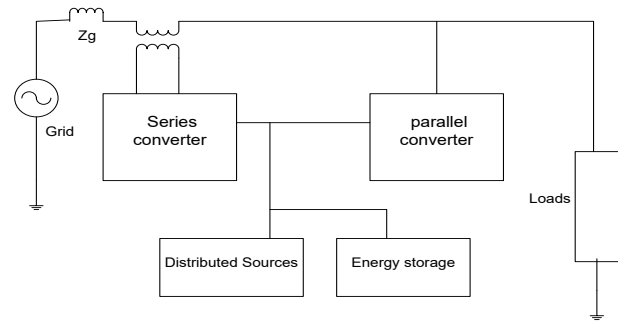 Zg
Grid
Series
converter
parallel
converter
Loads
Distributed Sources
Energy storage